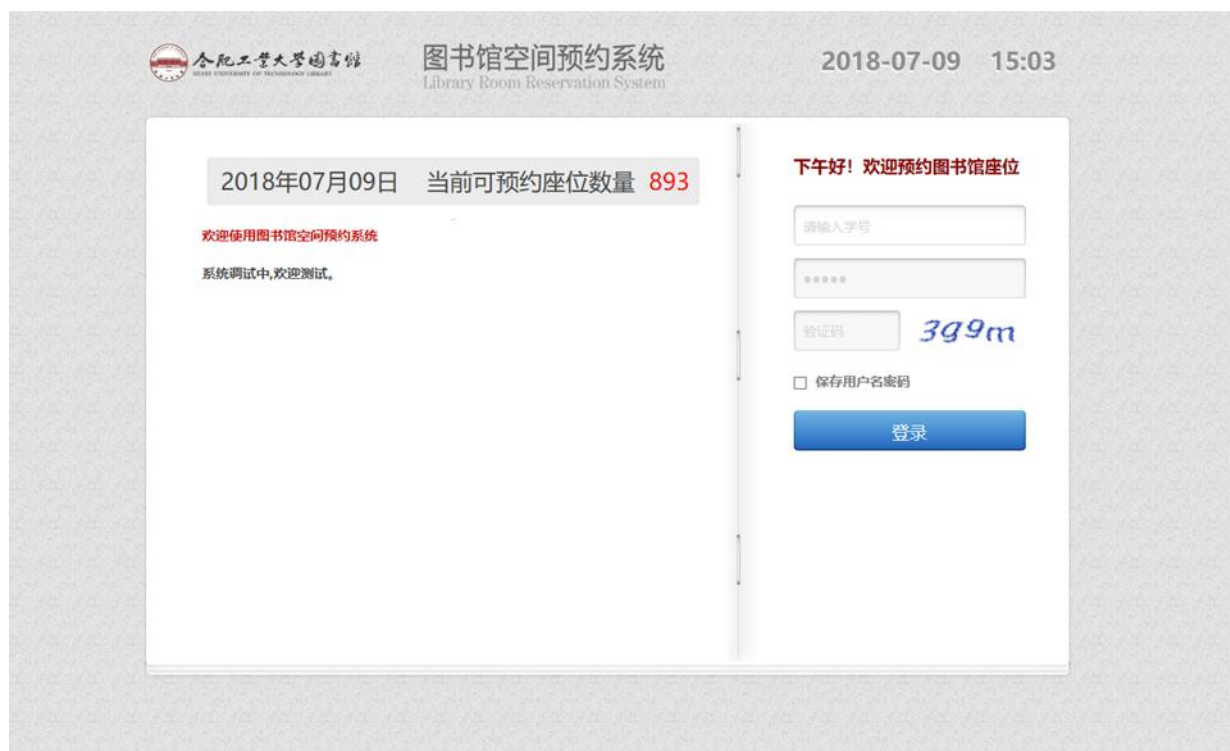 合肥工业大学图书馆
HEFEI UNIVERSITY OF TECHNOLOGY LIBRARY
图书馆空间预约系统
Library Room Reservation System
2018-07-09 15:03
2018年07月09日 当前可预约座位数量 893
欢迎使用图书馆空间预约系统
系统调试中,欢迎测试。
下午好！欢迎预约图书馆座位
请输入学号
•••••
验证码 3g9m
保存用户名密码
登录